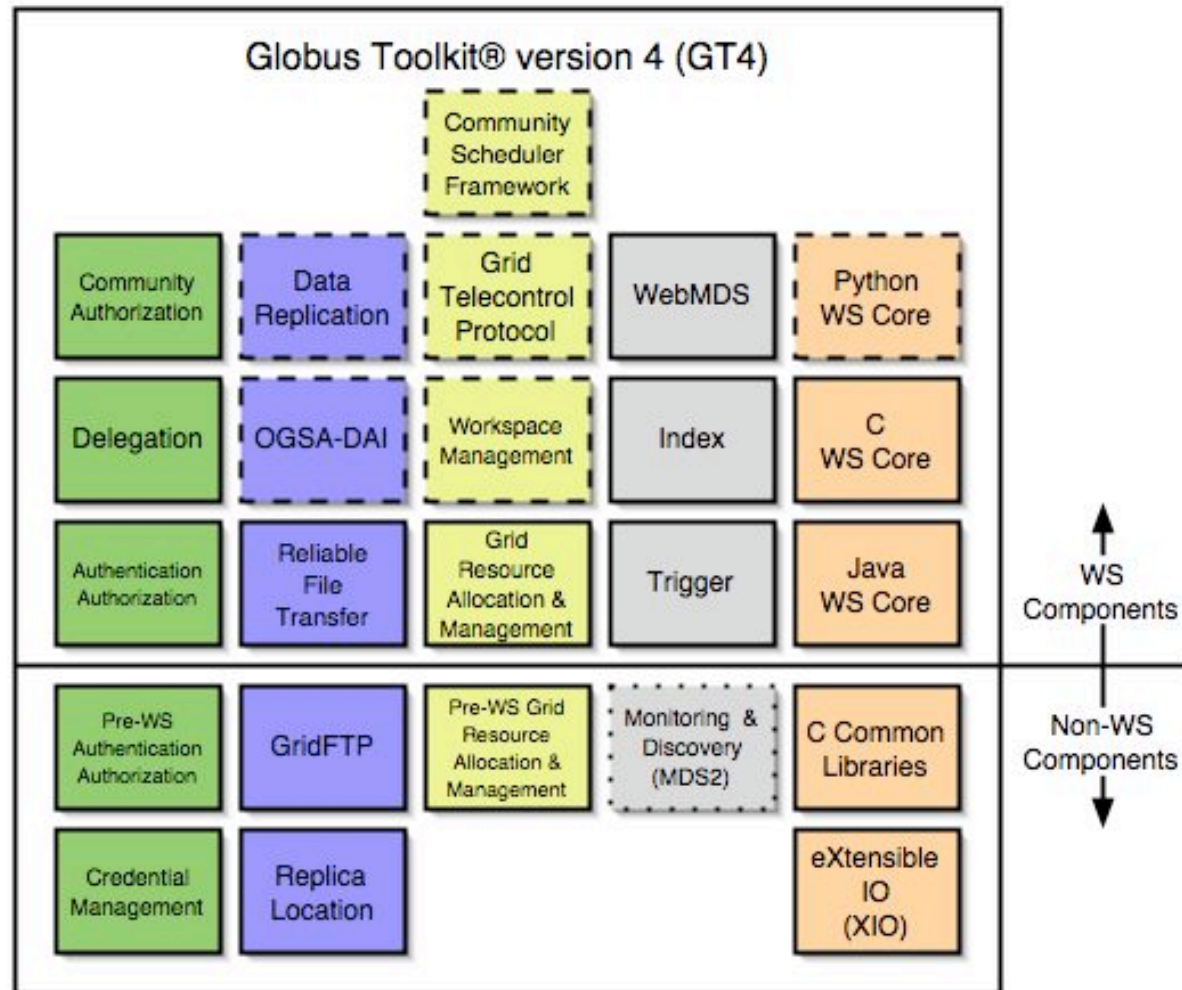 Globus Toolkit® version 4 (GT4)
Community
Scheduler
Framework
Community
Authorization
Data
Replication
Grid
Telecontrol
Protocol
WebMDS
Python
WS Core
Delegation
OGSA-DAI
Workspace
Management
Index
C
WS Core
Authentication
Authorization
Reliable
File
Transfer
Grid
Resource
Allocation &
Management
Trigger
Java
WS Core
WS
Components
Pre-WS
Authentication
Authorization
GridFTP
Pre-WS Grid
Resource
Allocation &
Management
Monitoring &
Discovery
(MDS2)
C Common
Libraries
Non-WS
Components
Credential
Management
Replica
Location
eXtensible
IO
(XIO)